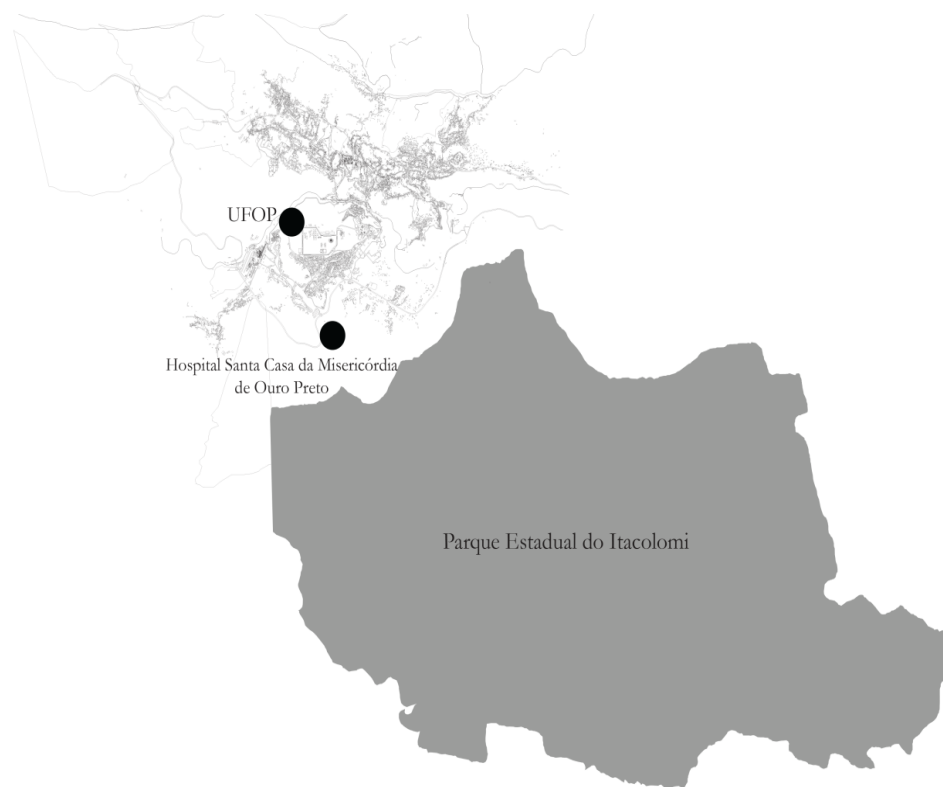 UFOP
Hospital Santa Casa da Misericórdia
de Ouro Preto
Parque Estadual do Itacolomi